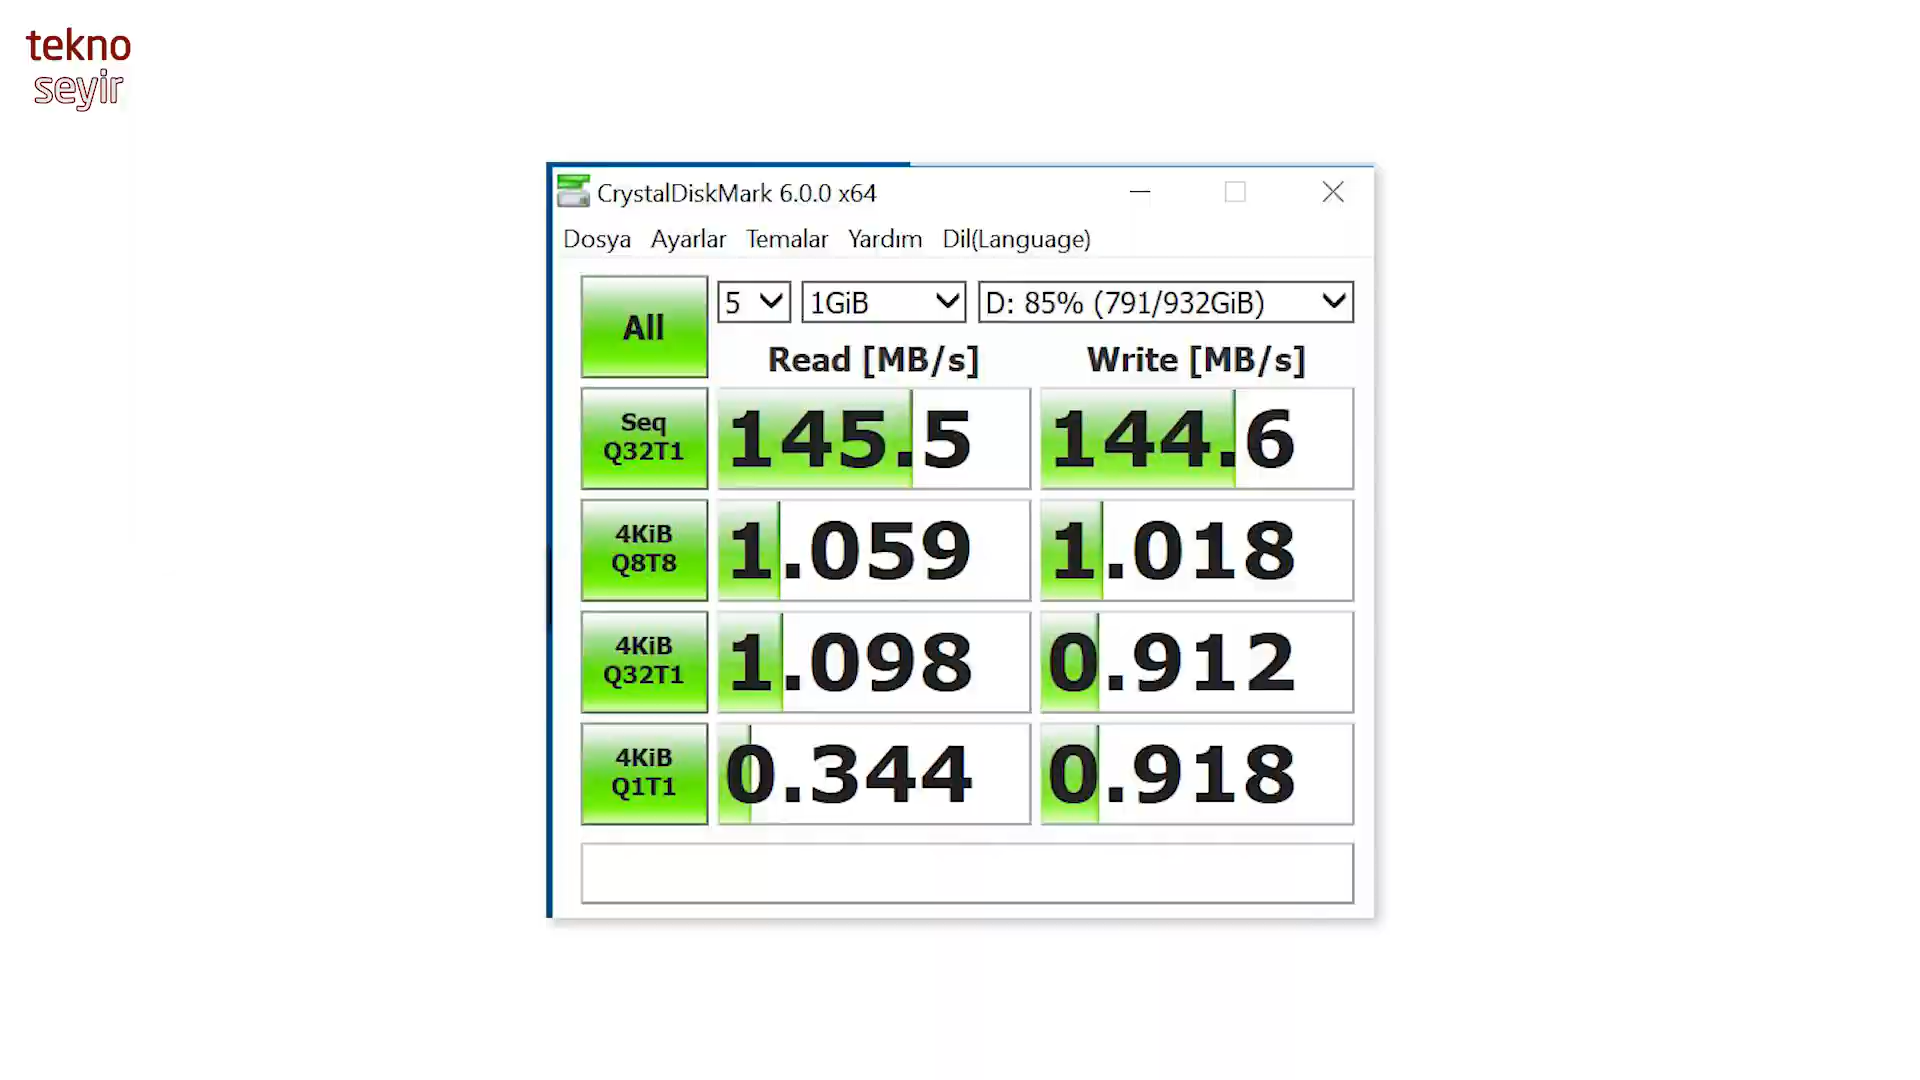 tekno
seyir
CrystalDiskMark 6.0.0 x64
Dosya Ayarlar Temalar Yardım Dil(Language)
All 5 1GiB D: 85% (791/932GiB)
Read [MB/s] Write [MB/s]
Seq
Q32T1 145.5 144.6
4KiB
Q8T8 1.059 1.018
4KiB
Q32T1 1.098 0.912
4KiB
Q1T1 0.344 0.918